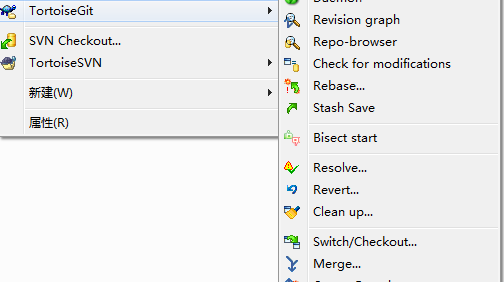 TortoiseGit
SVN Checkout...
TortoiseSVN
新建(W)
属性(R)
Daemon
Revision graph
Repo-browser
Check for modifications
Rebase...
Stash Save
Bisect start
Resolve...
Revert...
Clean up...
Switch/Checkout...
Merge...